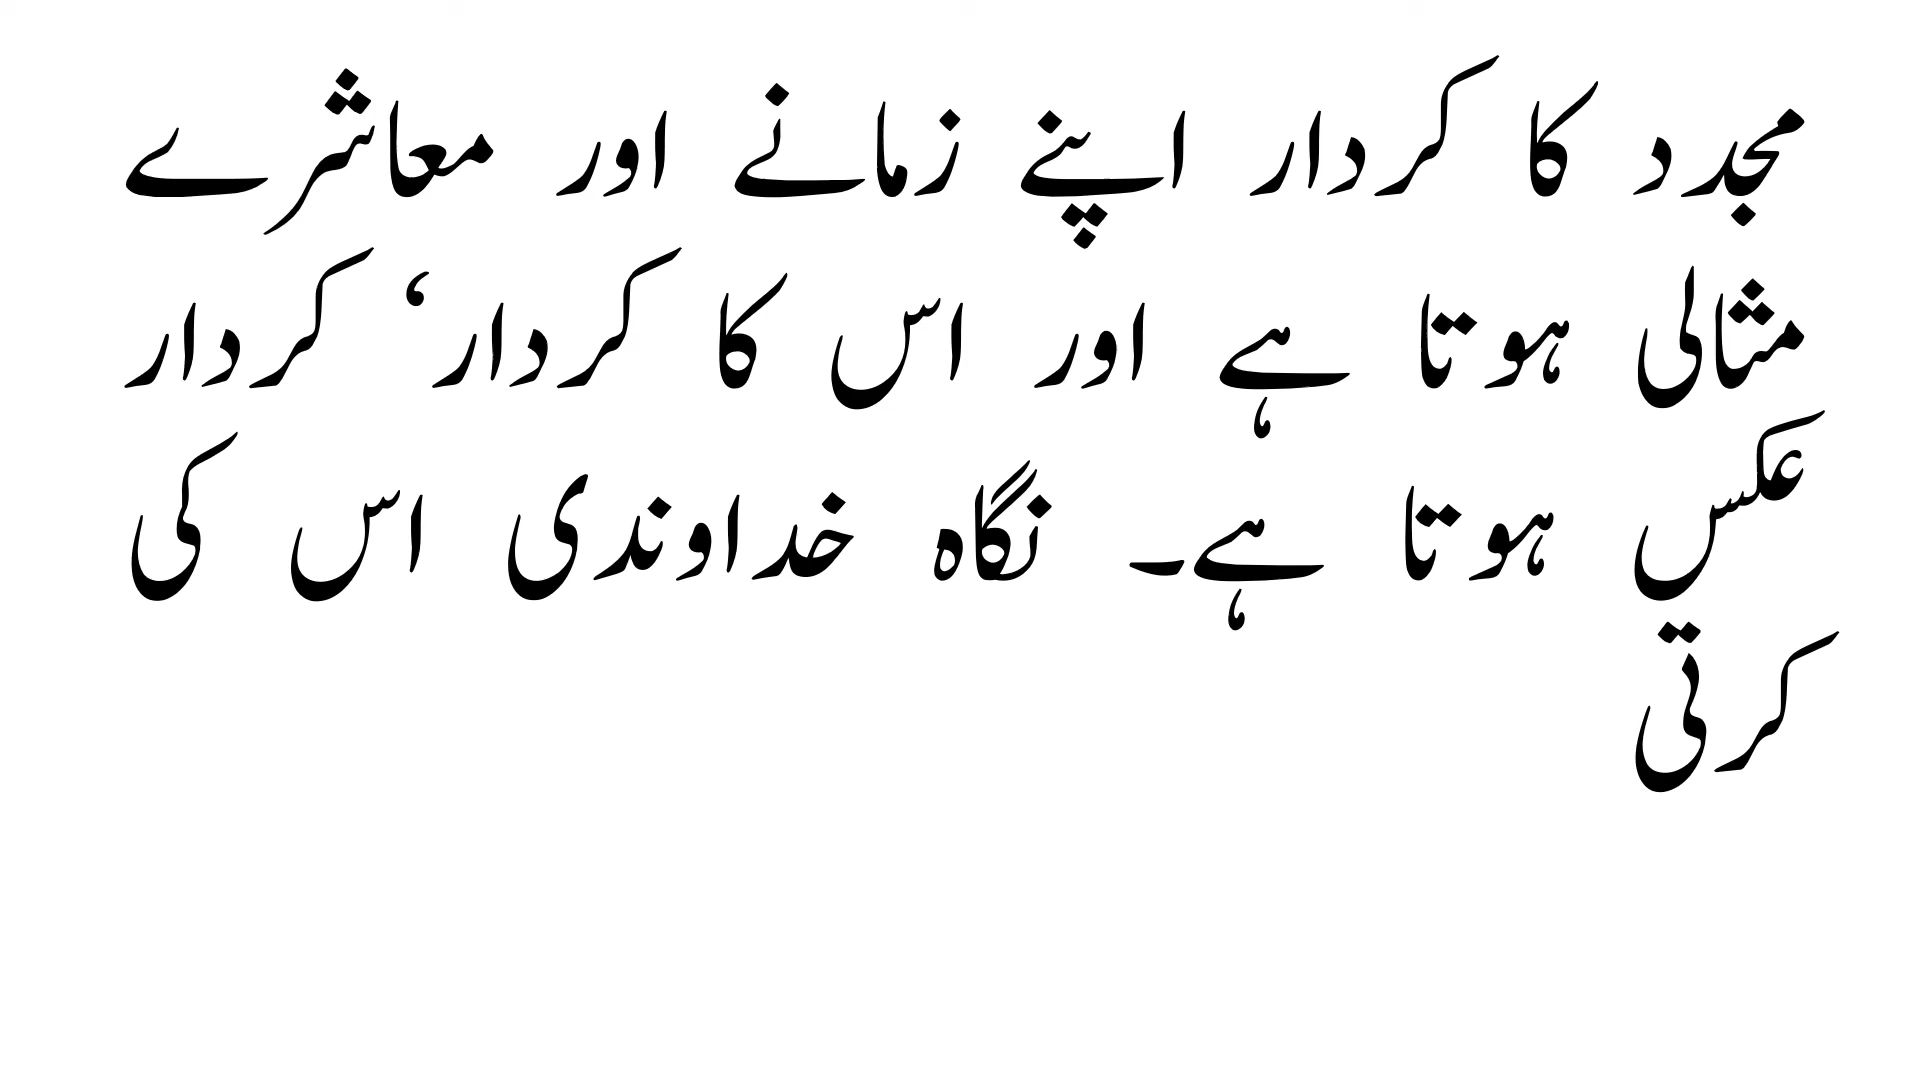 مجدد کا کردار اپنے زمانے اور معاشرے
مثالی ہوتا ہے اور اس کا کردار‘ کردار
عکس ہوتا ہے۔ نگاہ خداوندی اس کی
کرتی